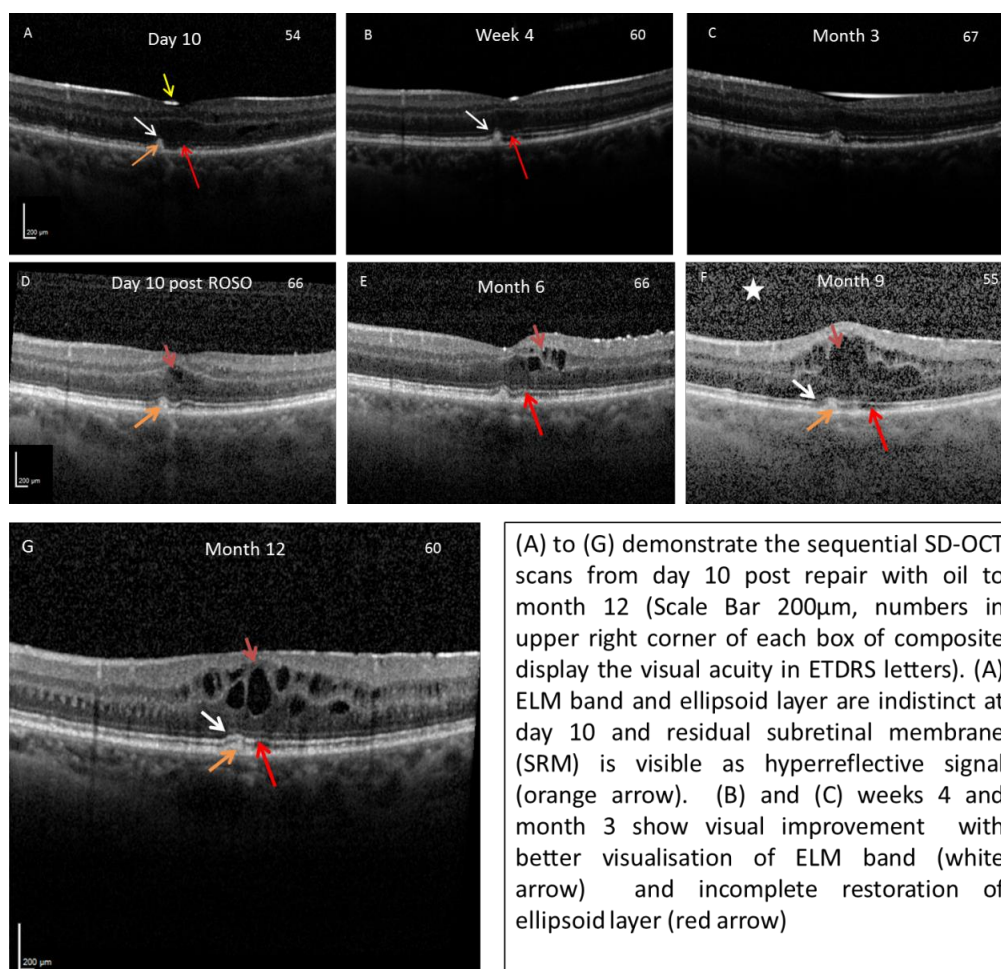 A
Day 10
54
200 µm
B
Week 4
60
C
Month 3
67
D
Day 10 post ROSO
66
200 µm
E
Month 6
66
F
Month 9
55
G
Month 12
60
200 µm
(A) to (G) demonstrate the sequential SD-OCT
scans from day 10 post repair with oil to
month 12 (Scale Bar 200µm, numbers in
upper right corner of each box of composite
display the visual acuity in ETDRS letters). (A)
ELM band and ellipsoid layer are indistinct at
day 10 and residual subretinal membrane
(SRM) is visible as hyperreflective signal
(orange arrow). (B) and (C) weeks 4 and
month 3 show visual improvement with
better visualisation of ELM band (white
arrow) and incomplete restoration of
ellipsoid layer (red arrow)